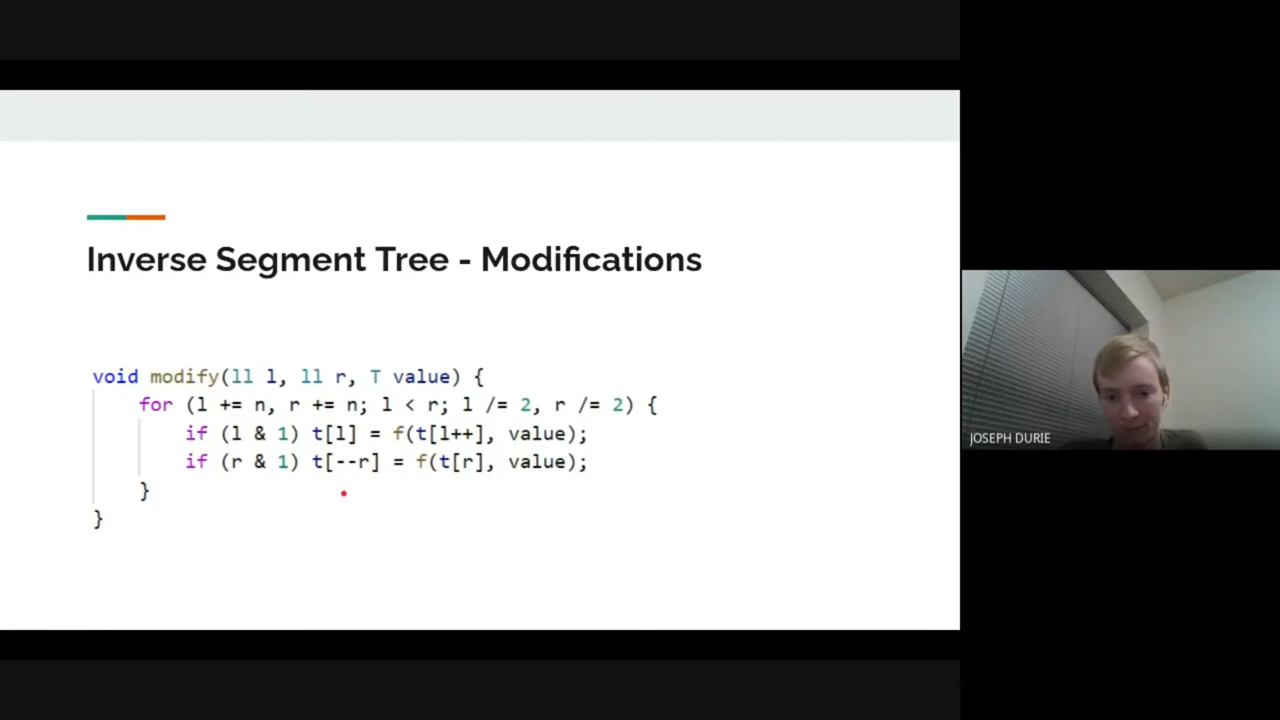 Inverse Segment Tree - Modifications
void modify(ll l, ll r, T value) {
for (l += n, r += n; l < r; l /= 2, r /= 2) {
if (l & 1) t[l] = f(t[l++], value);
if (r & 1) t[--r] = f(t[r], value);
}
}
JOSEPH DURIE